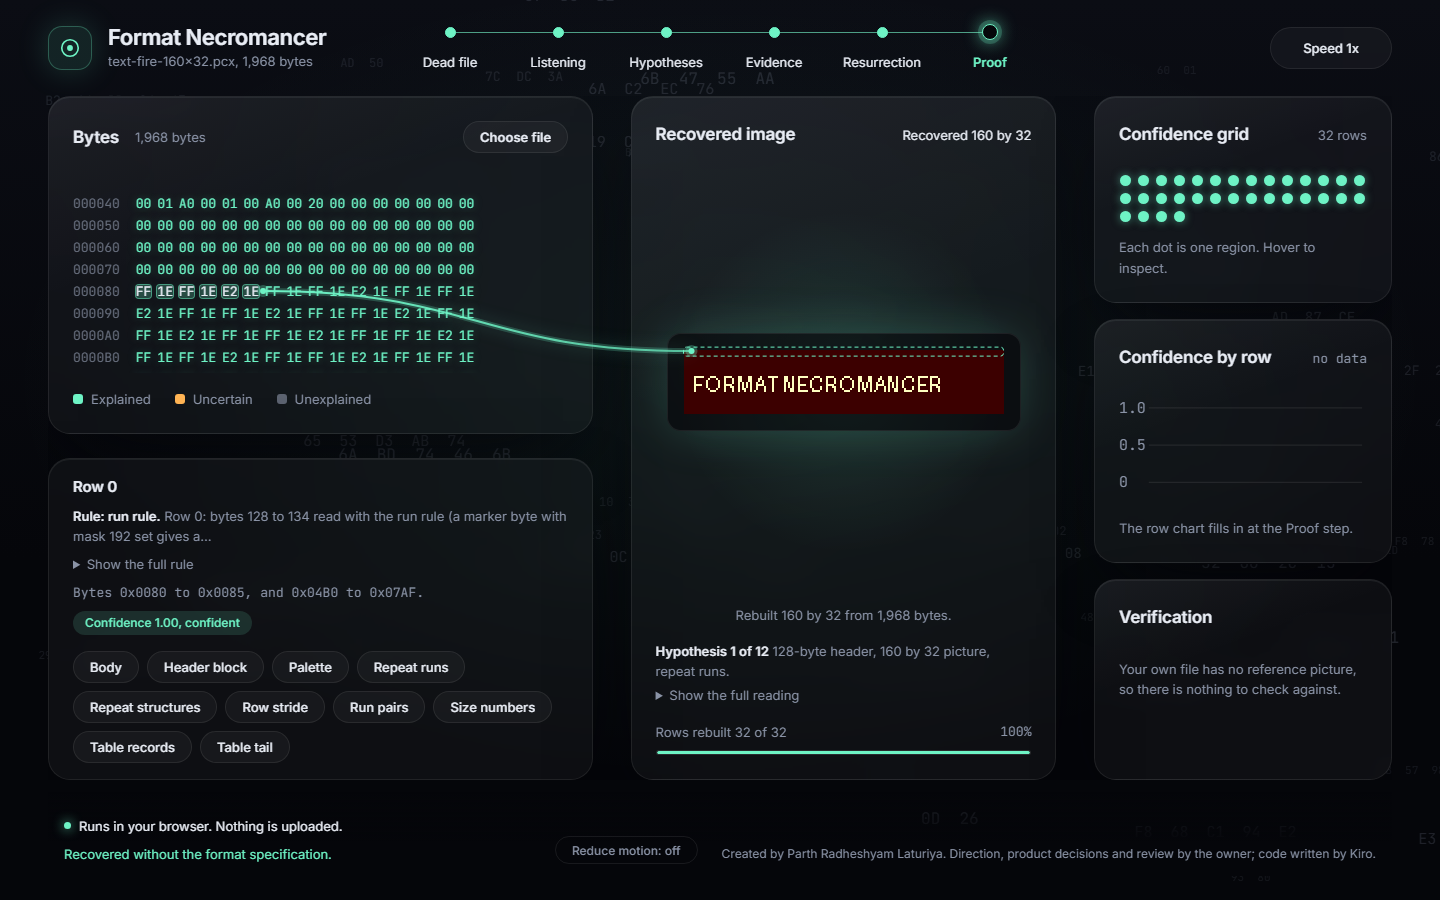 Format Necromancer
text-fire-160×32.pcx, 1,968 bytes
Dead file
Listening
Hypotheses
Evidence
Resurrection
Proof
Speed 1x
Bytes
1,968 bytes
Choose file
000040 00 01 A0 00 01 00 A0 00 20 00 00 00 00 00 00 00
000050 00 00 00 00 00 00 00 00 00 00 00 00 00 00 00 00
000060 00 00 00 00 00 00 00 00 00 00 00 00 00 00 00 00
000070 00 00 00 00 00 00 00 00 00 00 00 00 00 00 00 00
000080 FF 1E FF 1E E2 1E FF 1E FF 1E E2 1E FF 1E FF 1E
000090 E2 1E FF 1E FF 1E E2 1E FF 1E FF 1E E2 1E FF 1E
0000A0 FF 1E E2 1E FF 1E FF 1E E2 1E FF 1E FF 1E E2 1E
0000B0 FF 1E FF 1E E2 1E FF 1E FF 1E E2 1E FF 1E FF 1E
Explained
Uncertain
Unexplained
Row 0
Rule: run rule. Row 0: bytes 128 to 134 read with the run rule (a marker byte with
mask 192 set gives a...
Show the full rule
Bytes 0x0080 to 0x0085, and 0x04B0 to 0x07AF.
Confidence 1.00, confident
Body
Header block
Palette
Repeat runs
Repeat structures
Row stride
Run pairs
Size numbers
Table records
Table tail
Recovered image
Recovered 160 by 32
FORMAT NECROMANCER
Rebuilt 160 by 32 from 1,968 bytes.
Hypothesis 1 of 12 128-byte header, 160 by 32 picture,
repeat runs.
Show the full reading
Rows rebuilt 32 of 32
100%
Confidence grid
32 rows
Each dot is one region. Hover to
inspect.
Confidence by row
no data
1.0
0.5
0
The row chart fills in at the Proof step.
Verification
Your own file has no reference picture,
so there is nothing to check against.
Runs in your browser. Nothing is uploaded.
Recovered without the format specification.
Reduce motion: off
Created by Parth Radheshyam Laturiya. Direction, product decisions and review by the owner; code written by Kiro.